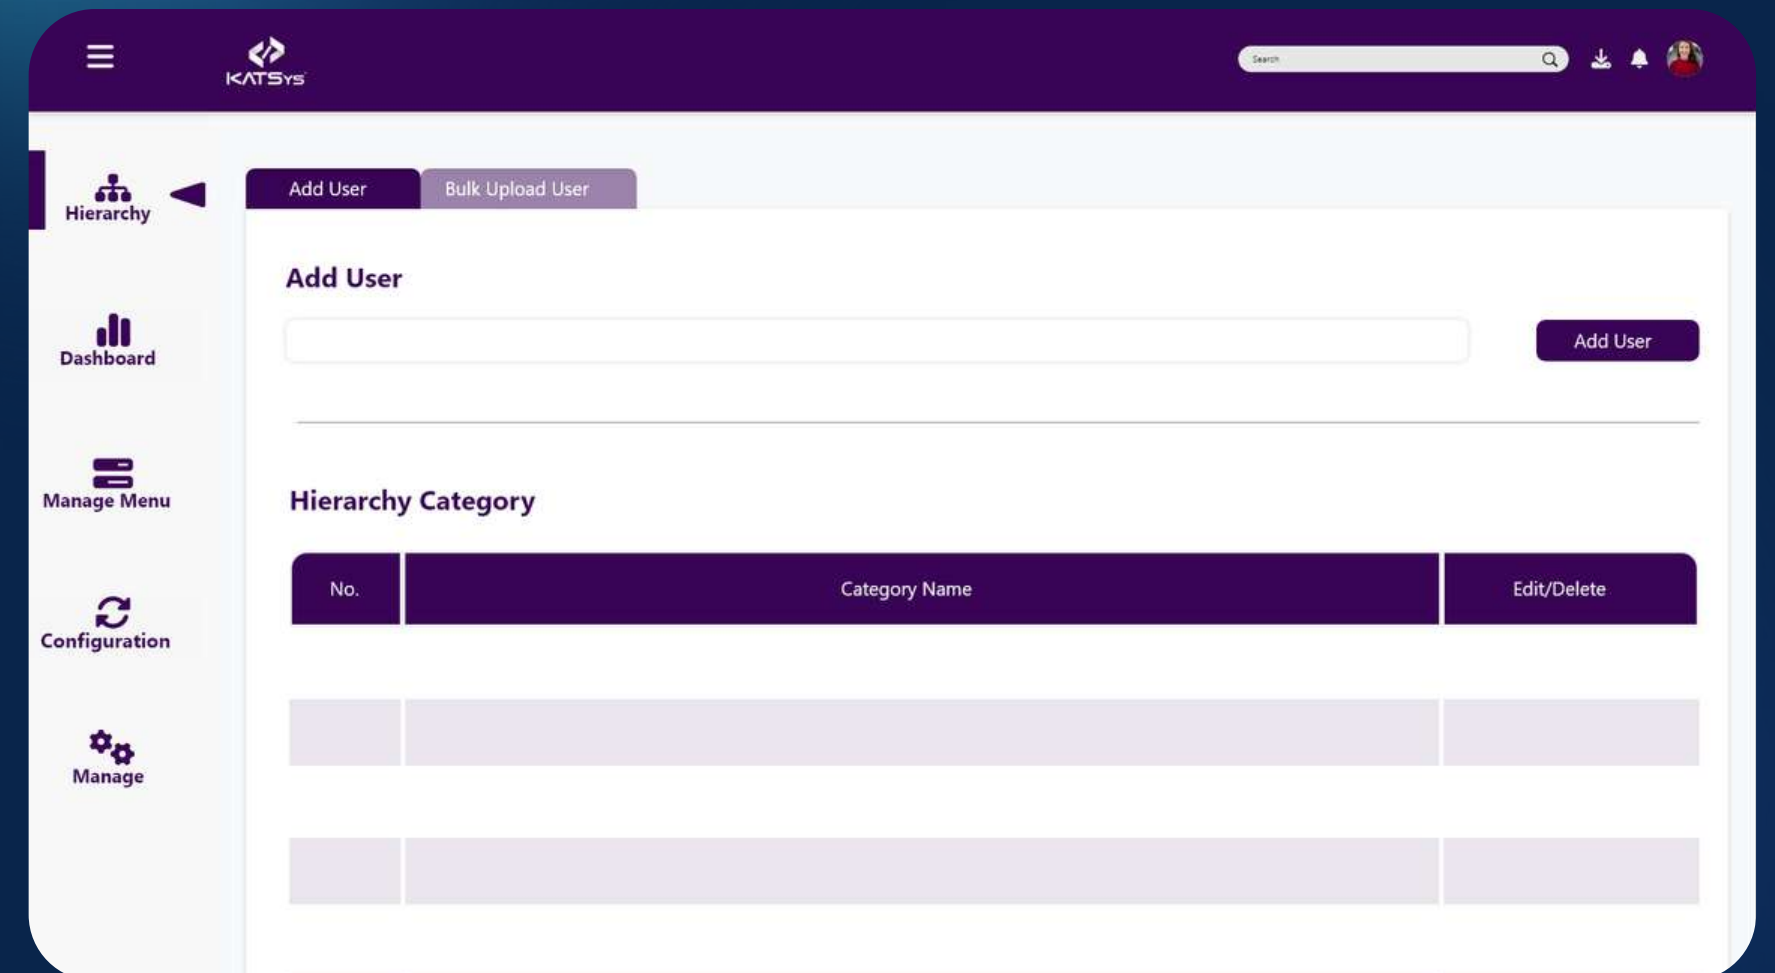 KATSYS
Search
Hierarchy
Add User
Bulk Upload User
Add User
Dashboard
Add User
Manage Menu
Hierarchy Category
No.
Category Name
Edit/Delete
Configuration
Manage